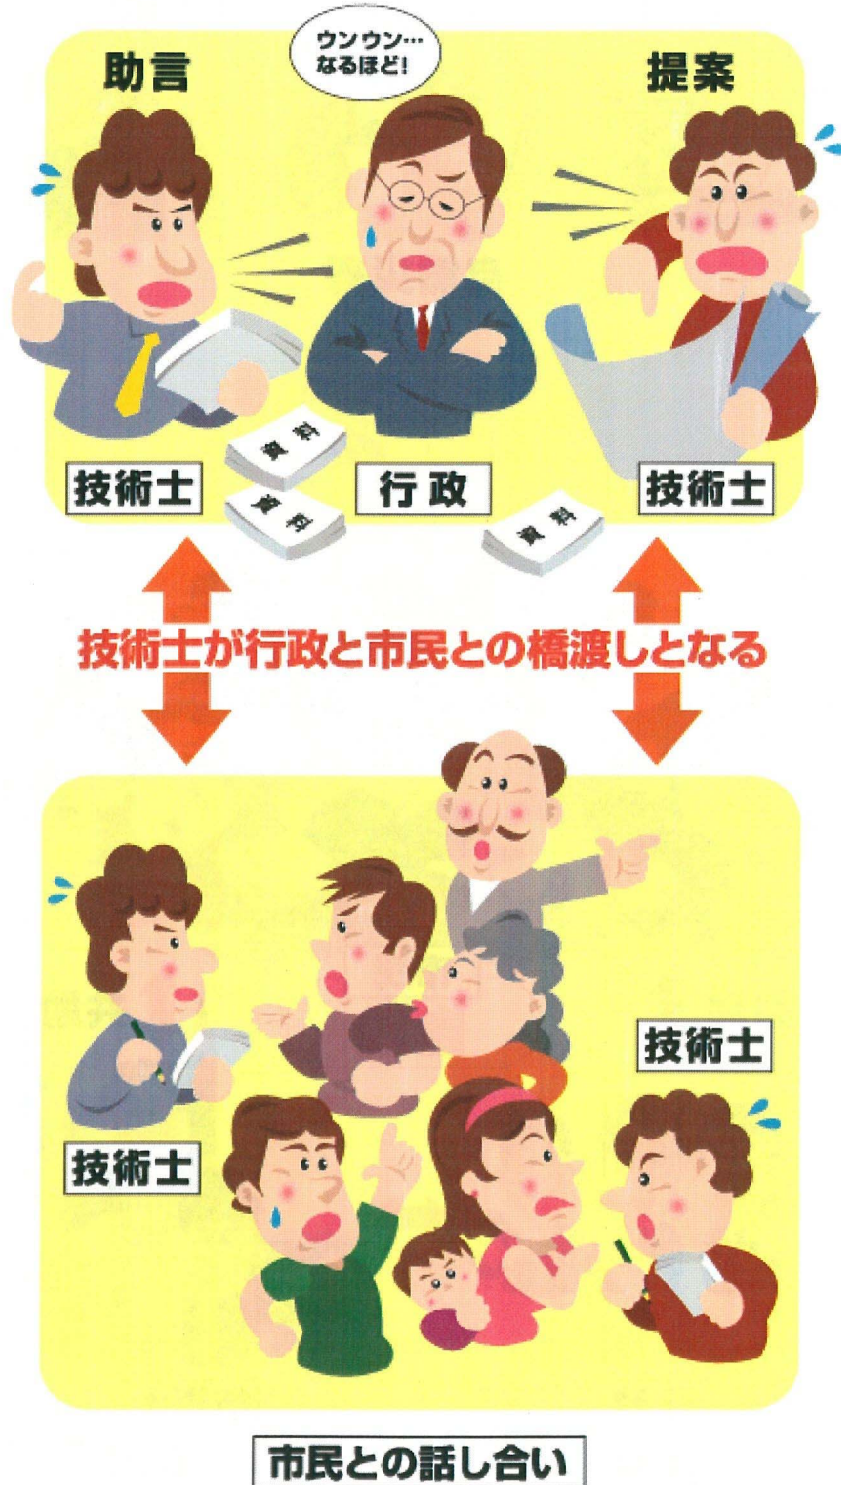 助言
ウンウン…
なるほど!
提案
技術士
資料
資料
行政
資料
技術士
技術士が行政と市民との橋渡しとなる
技術士
技術士
市民との話し合い